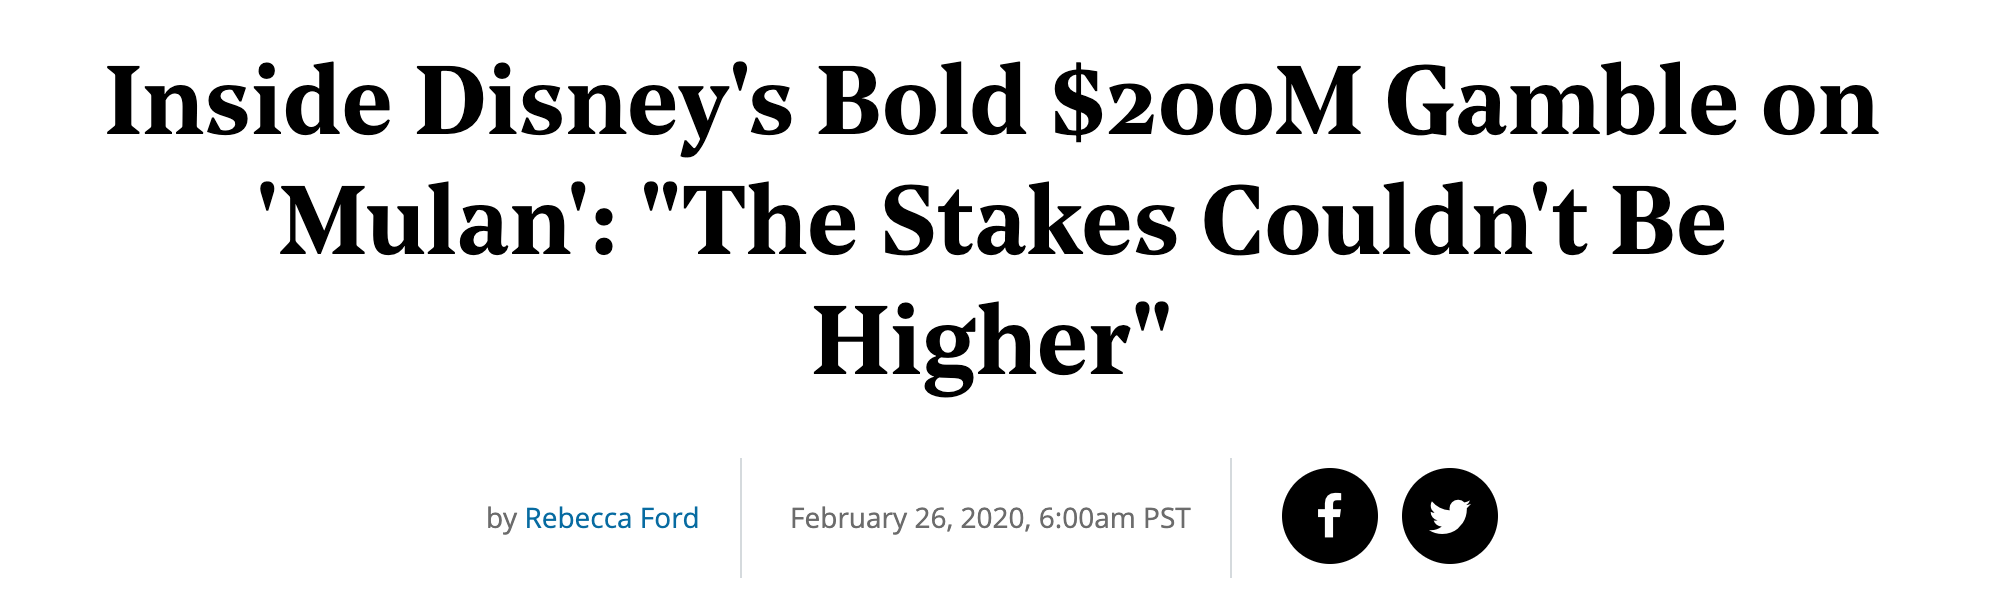 Inside Disney's Bold $200M Gamble on
'Mulan': "The Stakes Couldn't Be
Higher"
by Rebecca Ford
February 26, 2020, 6:00am PST